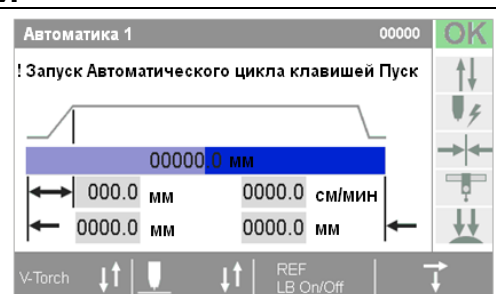 Автоматика 1 00000 OK
! Запуск Автоматического цикла клавишей Пуск
00000.0 мм
000.0 мм 0000.0 см/мин
0000.0 мм 0000.0 мм
V-Torch REF
LB On/Off